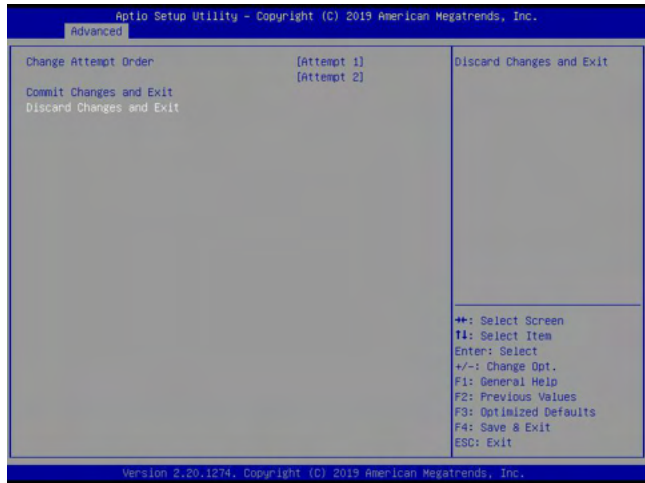 Aptio Setup Utility – Copyright (C) 2019 American Megatrends, Inc.
Advanced
Change Attempt Order [Attempt 1]
[Attempt 2]
Commit Changes and Exit
Discard Changes and Exit
Discard Changes and Exit
→←: Select Screen
↑↓: Select Item
Enter: Select
+/-: Change Opt.
F1: General Help
F2: Previous Values
F3: Optimized Defaults
F4: Save & Exit
ESC: Exit
Version 2.20.1274. Copyright (C) 2019 American Megatrends, Inc.